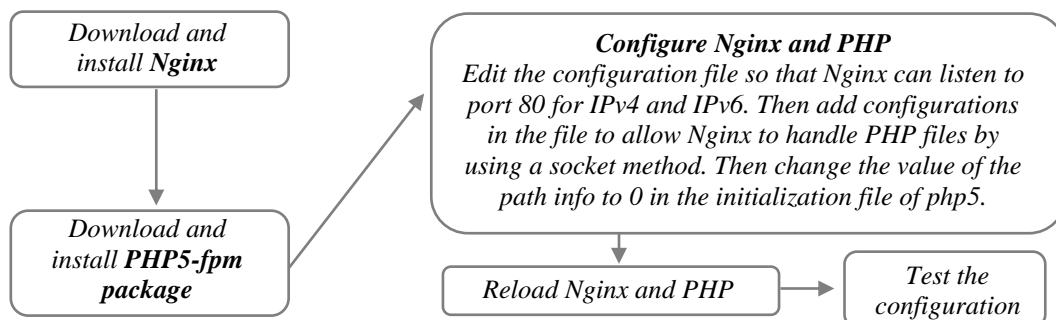 Download and
install Nginx
Download and
install PHP5-fpm
package
Configure Nginx and PHP
Edit the configuration file so that Nginx can listen to
port 80 for IPv4 and IPv6. Then add configurations
in the file to allow Nginx to handle PHP files by
using a socket method. Then change the value of the
path info to 0 in the initialization file of php5.
Reload Nginx and PHP
Test the
configuration